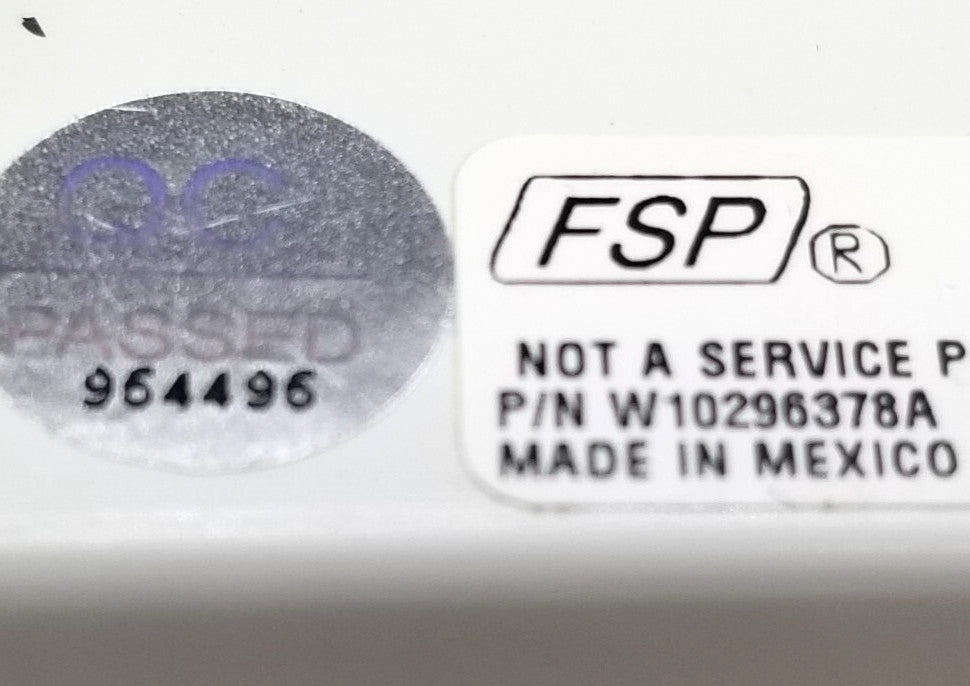 QC
PASSED
964496
FSP®
NOT A SERVICE P
P/N W10296378A
MADE IN MEXICO